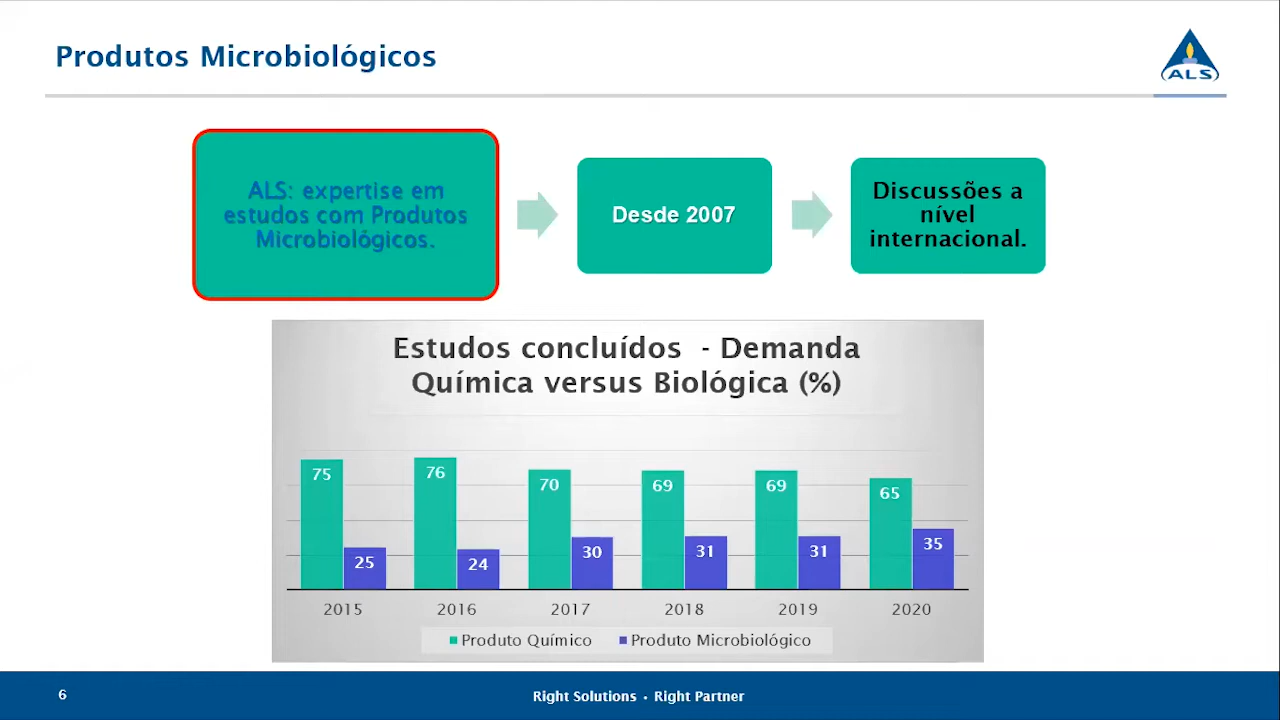 Produtos Microbiológicos
ALS
ALS: expertise em
estudos com Produtos
Microbiológicos.
Desde 2007
Discussões a
nível
internacional.
Estudos concluídos - Demanda
Química versus Biológica (%)
75 25 76 24 70 30 69 31 69 31 65 35
2015 2016 2017 2018 2019 2020
Produto Químico Produto Microbiológico
6
Right Solutions • Right Partner